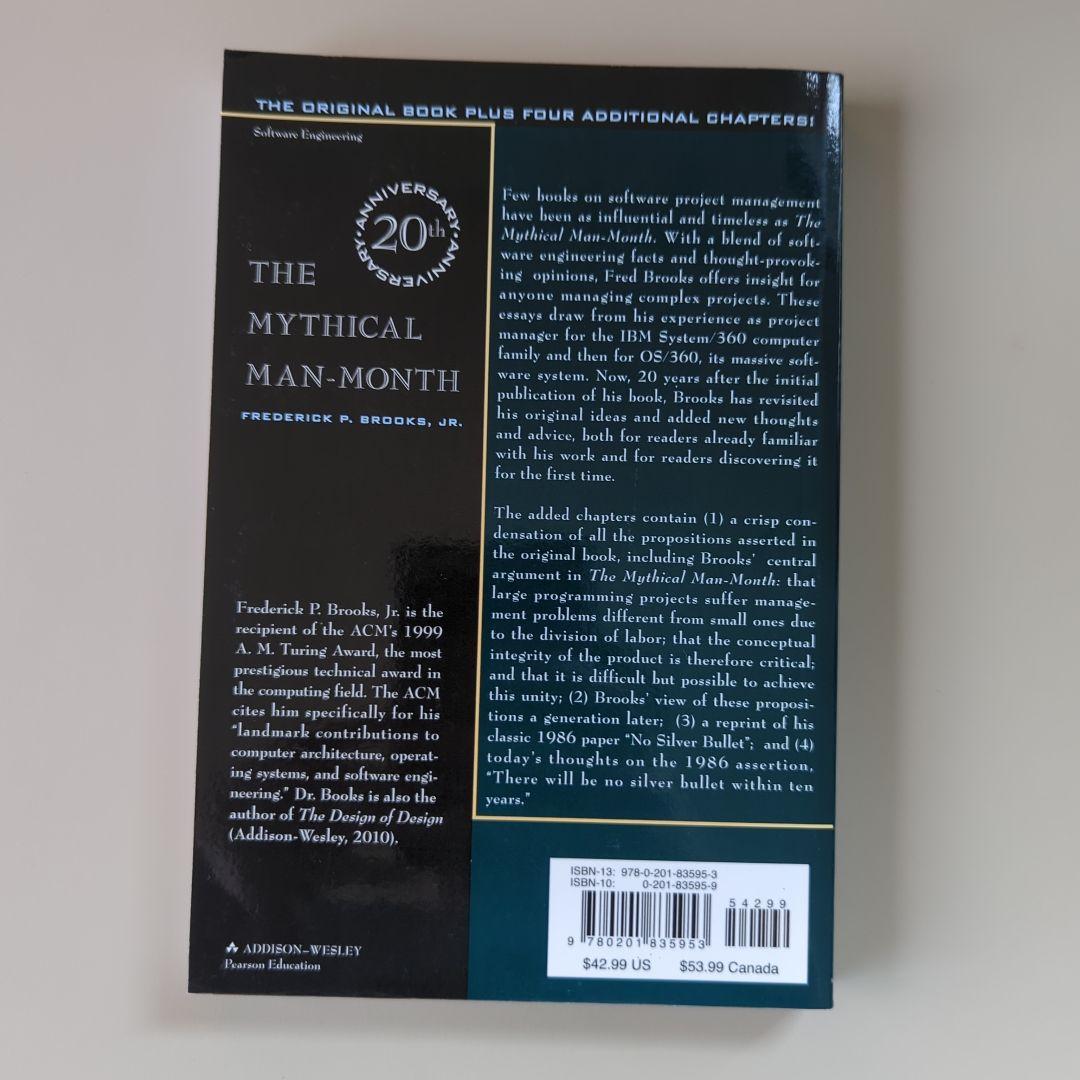 THE ORIGINAL BOOK PLUS FOUR ADDITIONAL CHAPTERS!
Software Engineering
ANNIVERSARY · ANNIVERSARY ·
20th
THE
MYTHICAL
MAN-MONTH
FREDERICK P. BROOKS, JR.
Few books on software project management
have been as influential and timeless as The
Mythical Man-Month. With a blend of soft-
ware engineering facts and thought-provok-
ing opinions, Fred Brooks offers insight for
anyone managing complex projects. These
essays draw from his experience as project
manager for the IBM System/360 computer
family and then for OS/360, its massive soft-
ware system. Now, 20 years after the initial
publication of his book, Brooks has revisited
his original ideas and added new thoughts
and advice, both for readers already familiar
with his work and for readers discovering it
for the first time.
The added chapters contain (1) a crisp con-
densation of all the propositions asserted in
the original book, including Brooks' central
argument in The Mythical Man-Month: that
large programming projects suffer manage-
ment problems different from small ones due
to the division of labor; that the conceptual
integrity of the product is therefore critical;
and that it is difficult but possible to achieve
this unity; (2) Brooks' view of these proposi-
tions a generation later; (3) a reprint of his
classic 1986 paper "No Silver Bullet"; and (4)
today's thoughts on the 1986 assertion,
"There will be no silver bullet within ten
years."
Frederick P. Brooks, Jr. is the
recipient of the ACM's 1999
A. M. Turing Award, the most
prestigious technical award in
the computing field. The ACM
cites him specifically for his
"landmark contributions to
computer architecture, operat-
ing systems, and software engi-
neering." Dr. Books is also the
author of The Design of Design
(Addison-Wesley, 2010).
ADDISON–WESLEY
Pearson Education
ISBN-13: 978-0-201-83595-3
ISBN-10: 0-201-83595-9
54299
9 780201 835953
$42.99 US $53.99 Canada